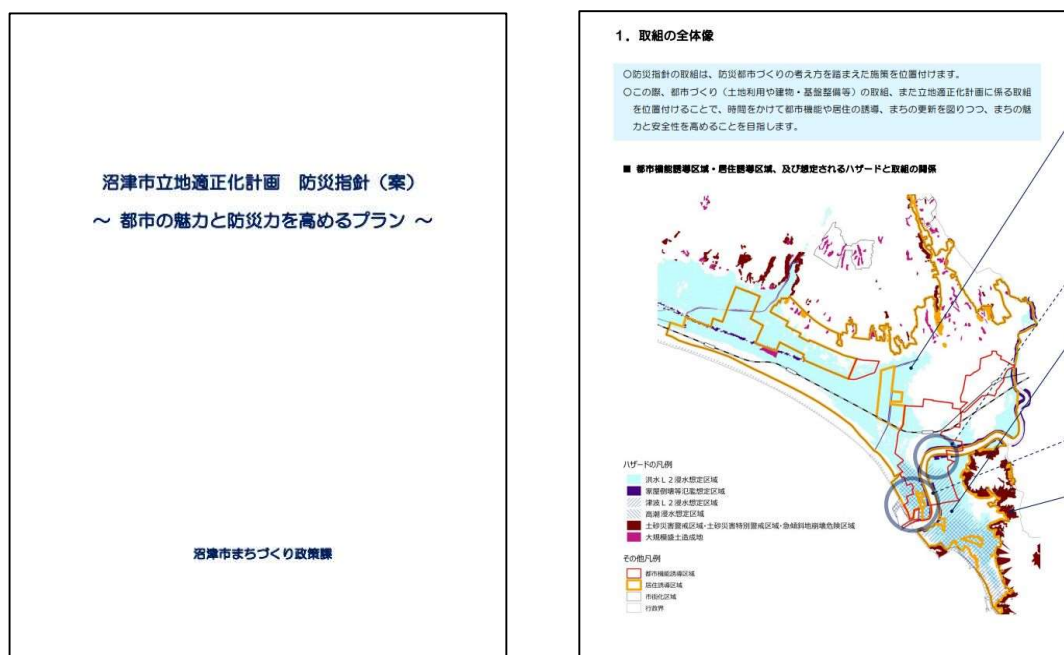 沼津市立地適正化計画 防災指針（案）
～ 都市の魅力と防災力を高めるプラン ～
沼津市まちづくり政策課
1．取組の全体像
○防災指針の取組は、防災都市づくりの考え方を踏まえた施策を位置付けます。
○この際、都市づくり（土地利用や建物・基盤整備等）の取組、また立地適正化計画に係る取組
を位置付けることで、時間をかけて都市機能や居住の誘導、まちの更新を図りつつ、まちの魅
力と安全性を高めることを目指します。
■ 都市機能誘導区域・居住誘導区域、及び想定されるハザードと取組の関係
ハザードの凡例
洪水L2浸水想定区域
家屋倒壊等氾濫想定区域
津波L2浸水想定区域
高潮浸水想定区域
土砂災害警戒区域・土砂災害特別警戒区域・急傾斜地崩壊危険区域
大規模盛土造成地
その他凡例
都市機能誘導区域
居住誘導区域
市街化区域
行政界